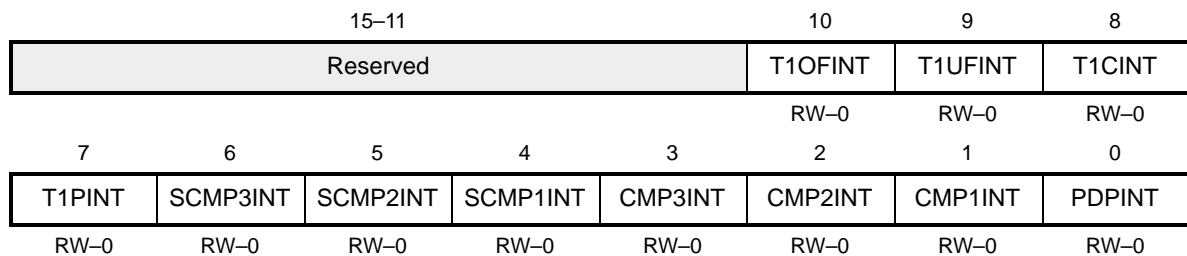 15–11 10 9 8
Reserved T1OFINT T1UFINT T1CINT
RW–0 RW–0 RW–0
7 6 5 4 3 2 1 0
T1PINT SCMP3INT SCMP2INT SCMP1INT CMP3INT CMP2INT CMP1INT PDPINT
RW–0 RW–0 RW–0 RW–0 RW–0 RW–0 RW–0 RW–0